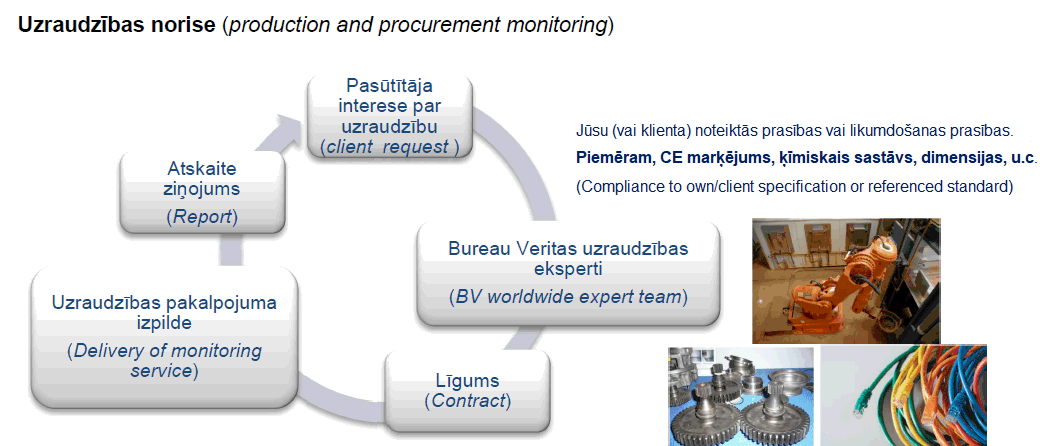 Uzraudzības norise (production and procurement monitoring)
Pasūtītāja
interese par
uzraudzību
(client request )
Jūsu (vai klienta) noteiktās prasības vai likumdošanas prasības.
Piemēram, CE marķējums, ķīmiskais sastāvs, dimensijas, u.c.
(Compliance to own/client specification or referenced standard)
Bureau Veritas uzraudzības
eksperti
(BV worldwide expert team)
Līgums
(Contract)
Uzraudzības pakalpojuma
izpilde
(Delivery of monitoring
service)
Atskaite
ziņojums
(Report)